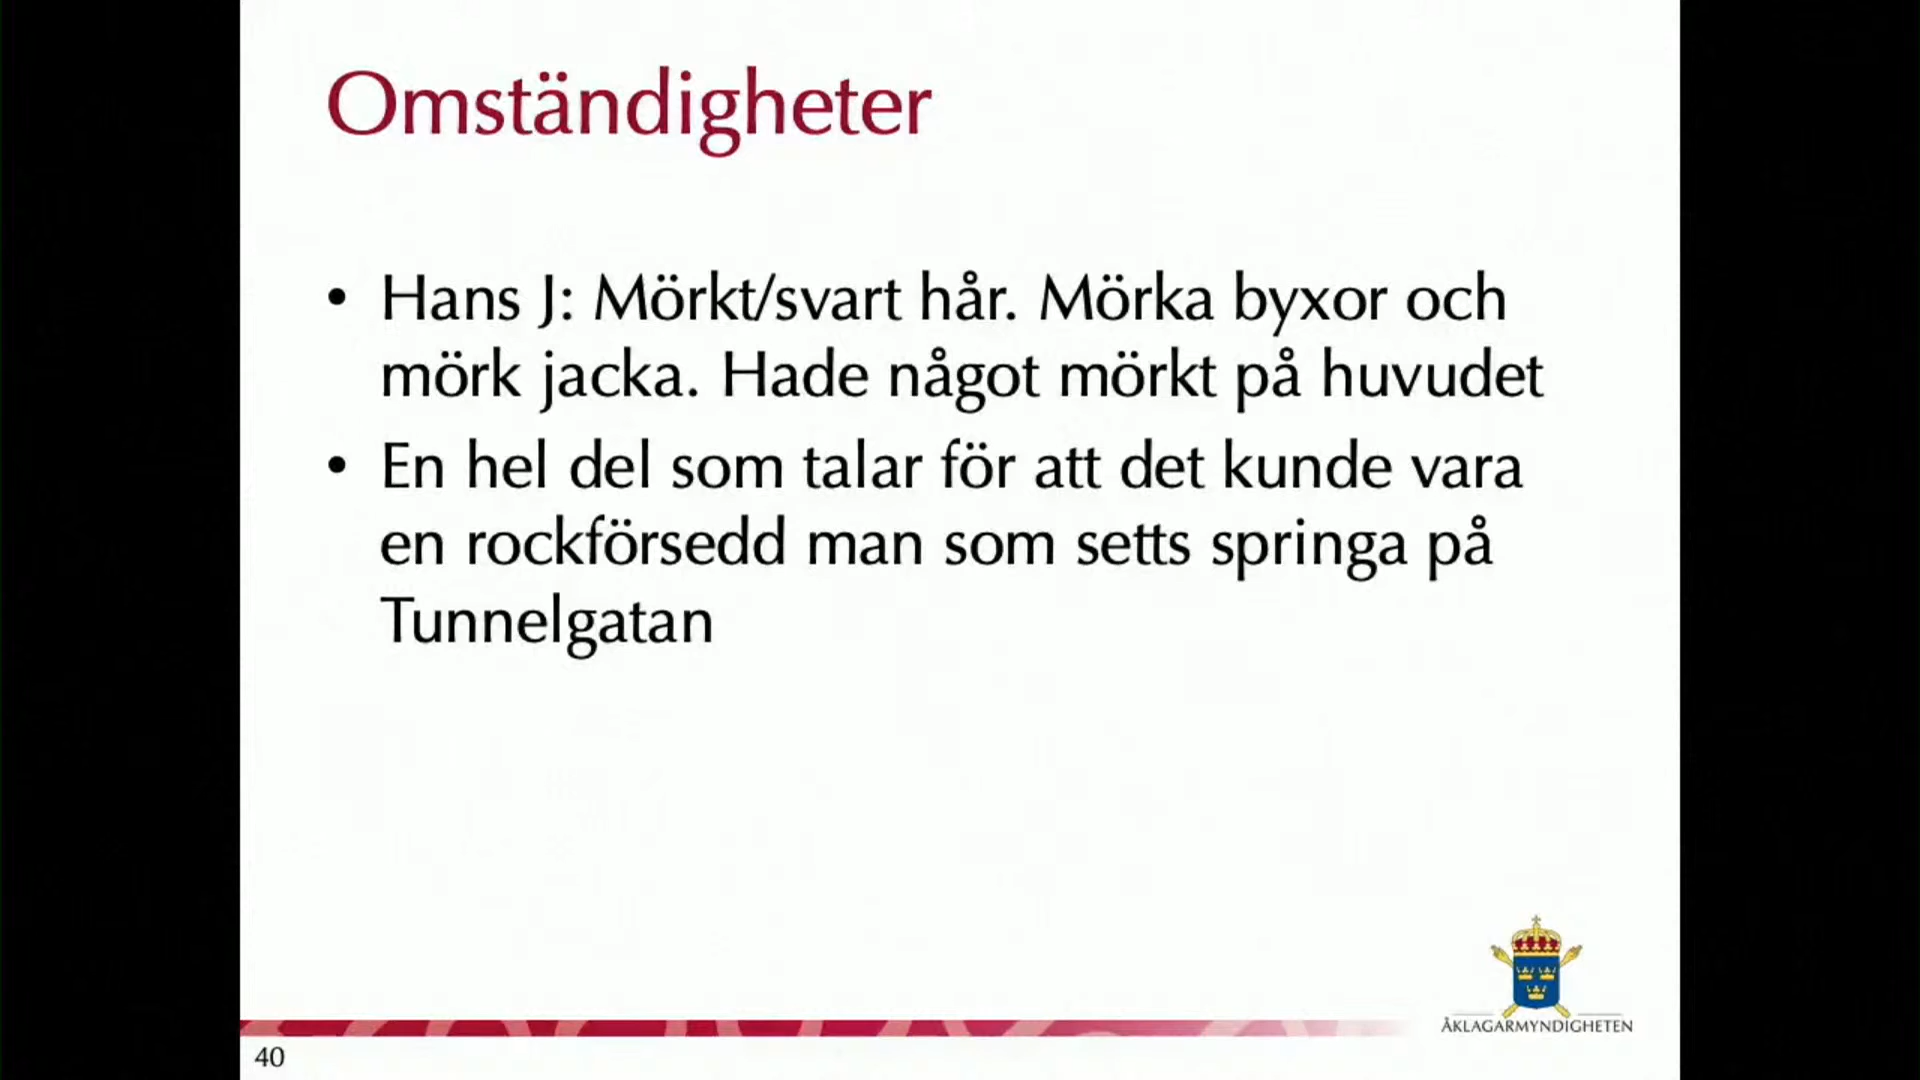 Omständigheter
• Hans J: Mörkt/svart hår. Mörka byxor och
mörk jacka. Hade något mörkt på huvudet
• En hel del som talar för att det kunde vara
en rockförsedd man som setts springa på
Tunnelgatan
ÅKLAGARMYNDIGHETEN
40